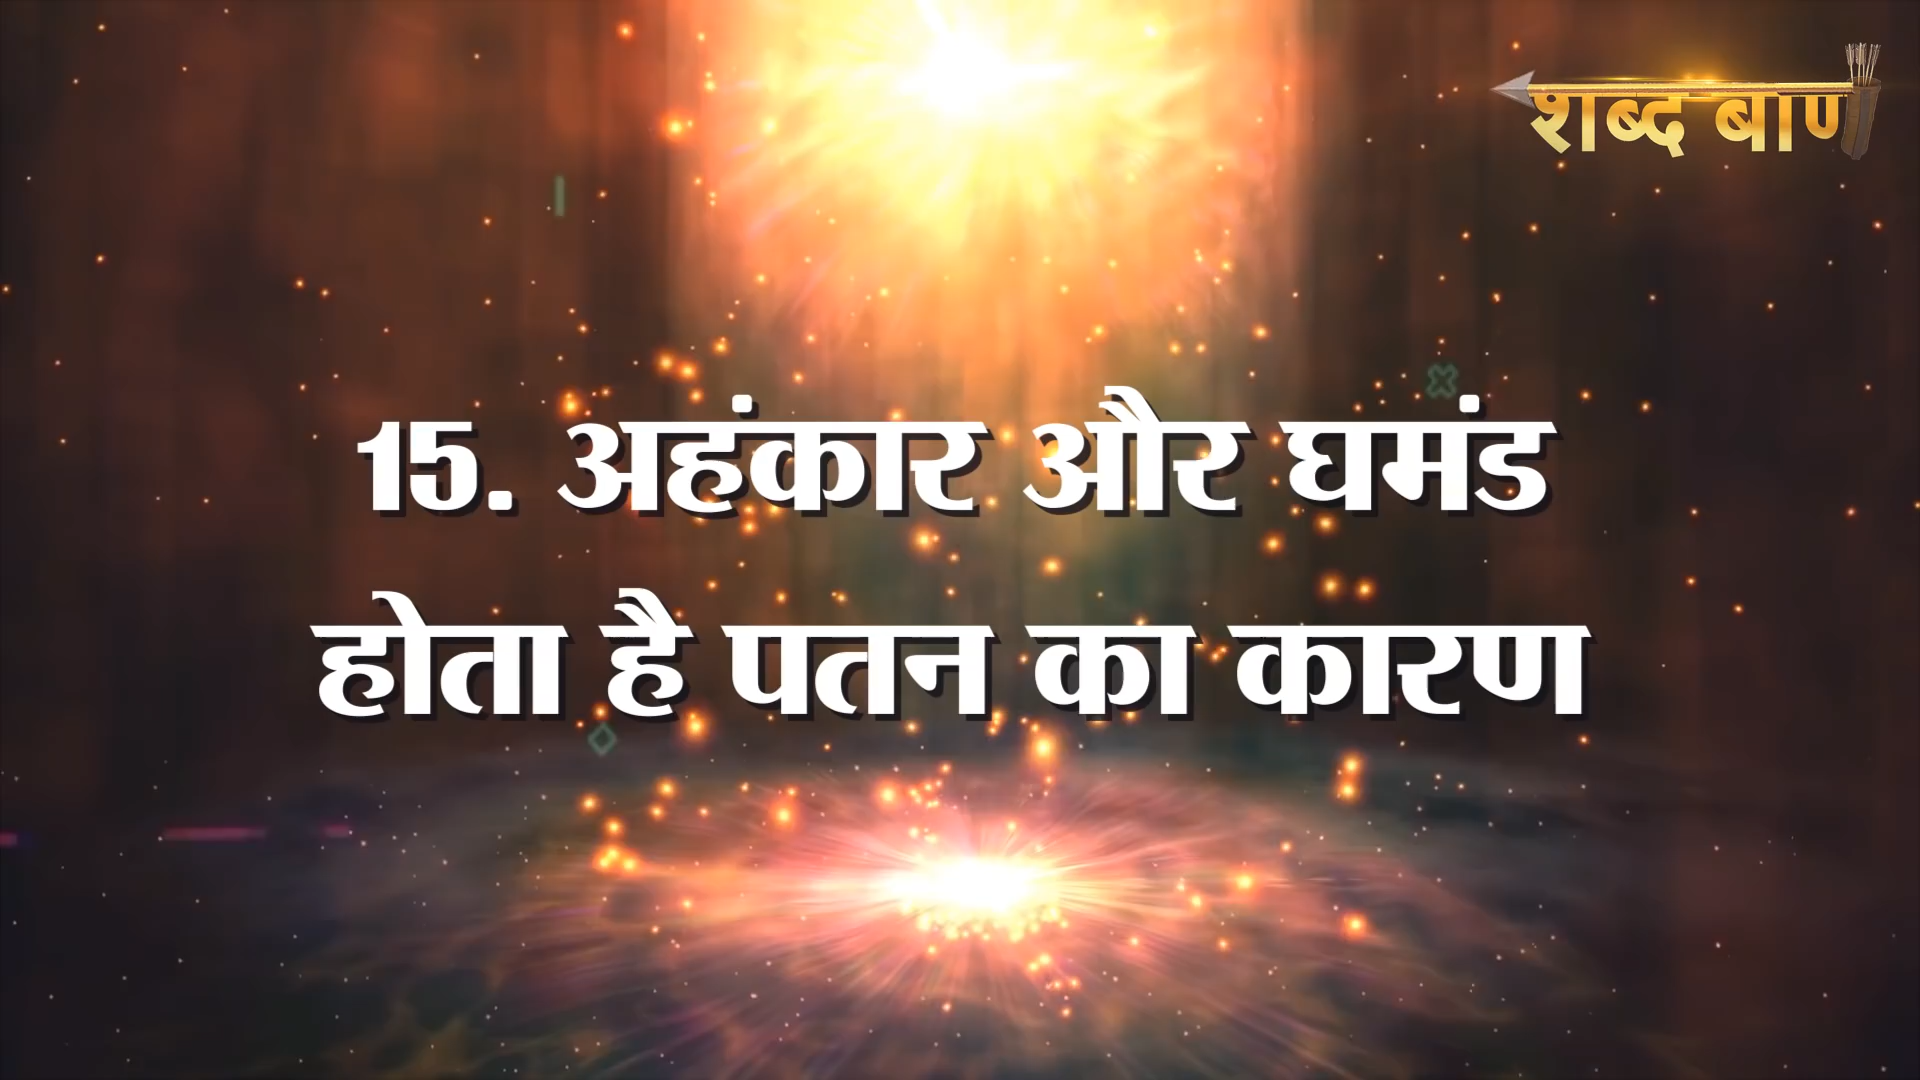 शब्द बाण
15. अहंकार और घमंड
होता है पतन का कारण